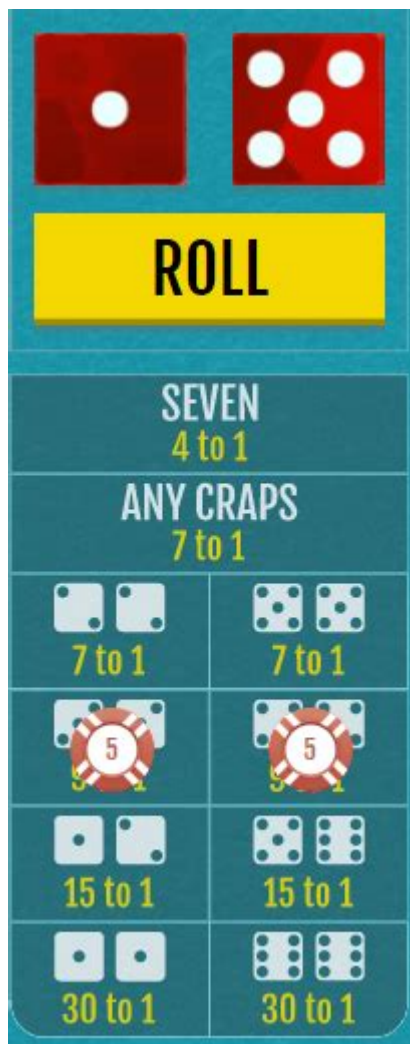 ROLL
SEVEN
4 to 1
ANY CRAPS
7 to 1
7 to 1 7 to 1
5 5
15 to 1 15 to 1
30 to 1 30 to 1